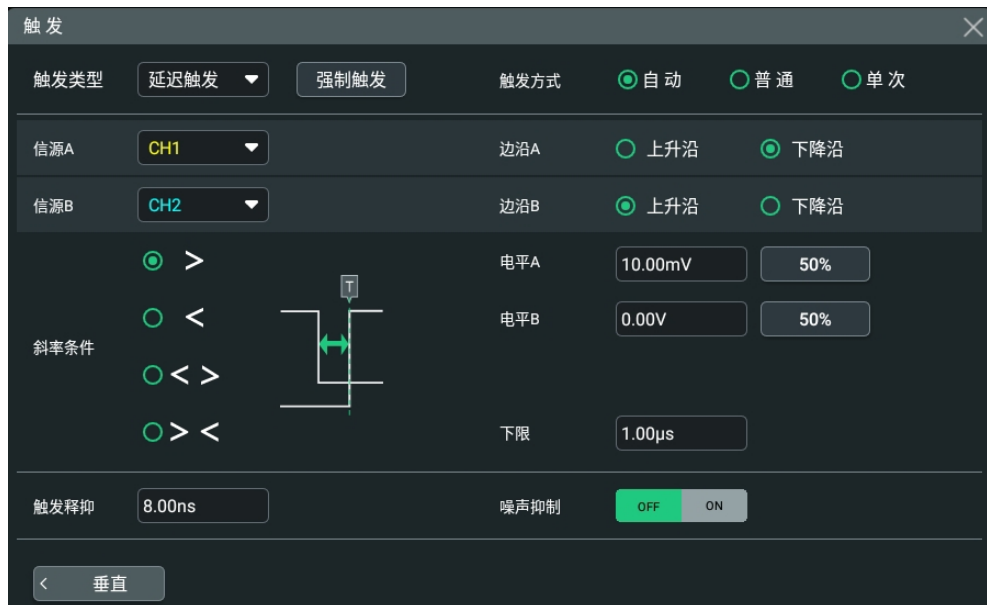 触发
触发类型 延迟触发 强制触发 触发方式 自动 普通 单次
信源A CH1 边沿A 上升沿 下降沿
信源B CH2 边沿B 上升沿 下降沿
> 电平A 10.00mV 50%
T
< 电平B 0.00V 50%
斜率条件
< >
> < 下限 1.00μs
触发释抑 8.00ns 噪声抑制 OFF ON
< 垂直